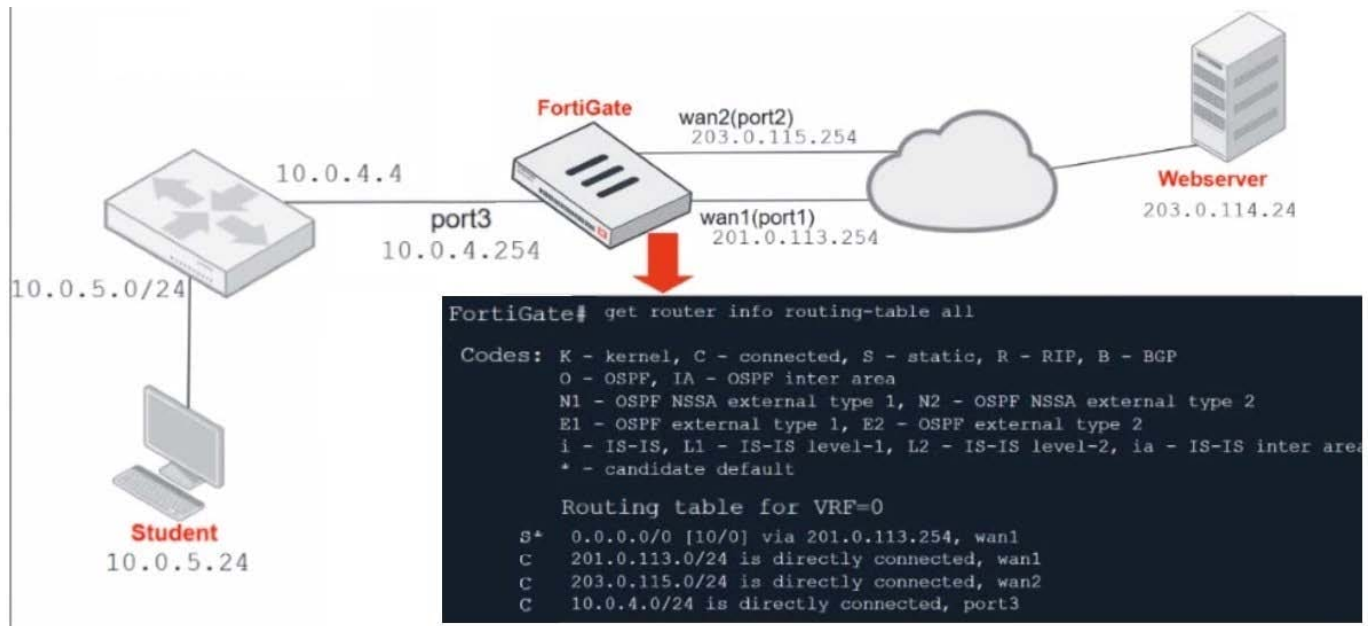 FortiGate
wan2(port2)
203.0.115.254
10.0.4.4
port3
10.0.4.254
wan1(port1)
201.0.113.254
Webserver
203.0.114.24
10.0.5.0/24
Student
10.0.5.24
FortiGate# get router info routing-table all
Codes: K - kernel, C - connected, S - static, R - RIP, B - BGP
O - OSPF, IA - OSPF inter area
N1 - OSPF NSSA external type 1, N2 - OSPF NSSA external type 2
E1 - OSPF external type 1, E2 - OSPF external type 2
i - IS-IS, L1 - IS-IS level-1, L2 - IS-IS level-2, ia - IS-IS inter area
* - candidate default
Routing table for VRF=0
S* 0.0.0.0/0 [10/0] via 201.0.113.254, wan1
C 201.0.113.0/24 is directly connected, wan1
C 203.0.115.0/24 is directly connected, wan2
C 10.0.4.0/24 is directly connected, port3